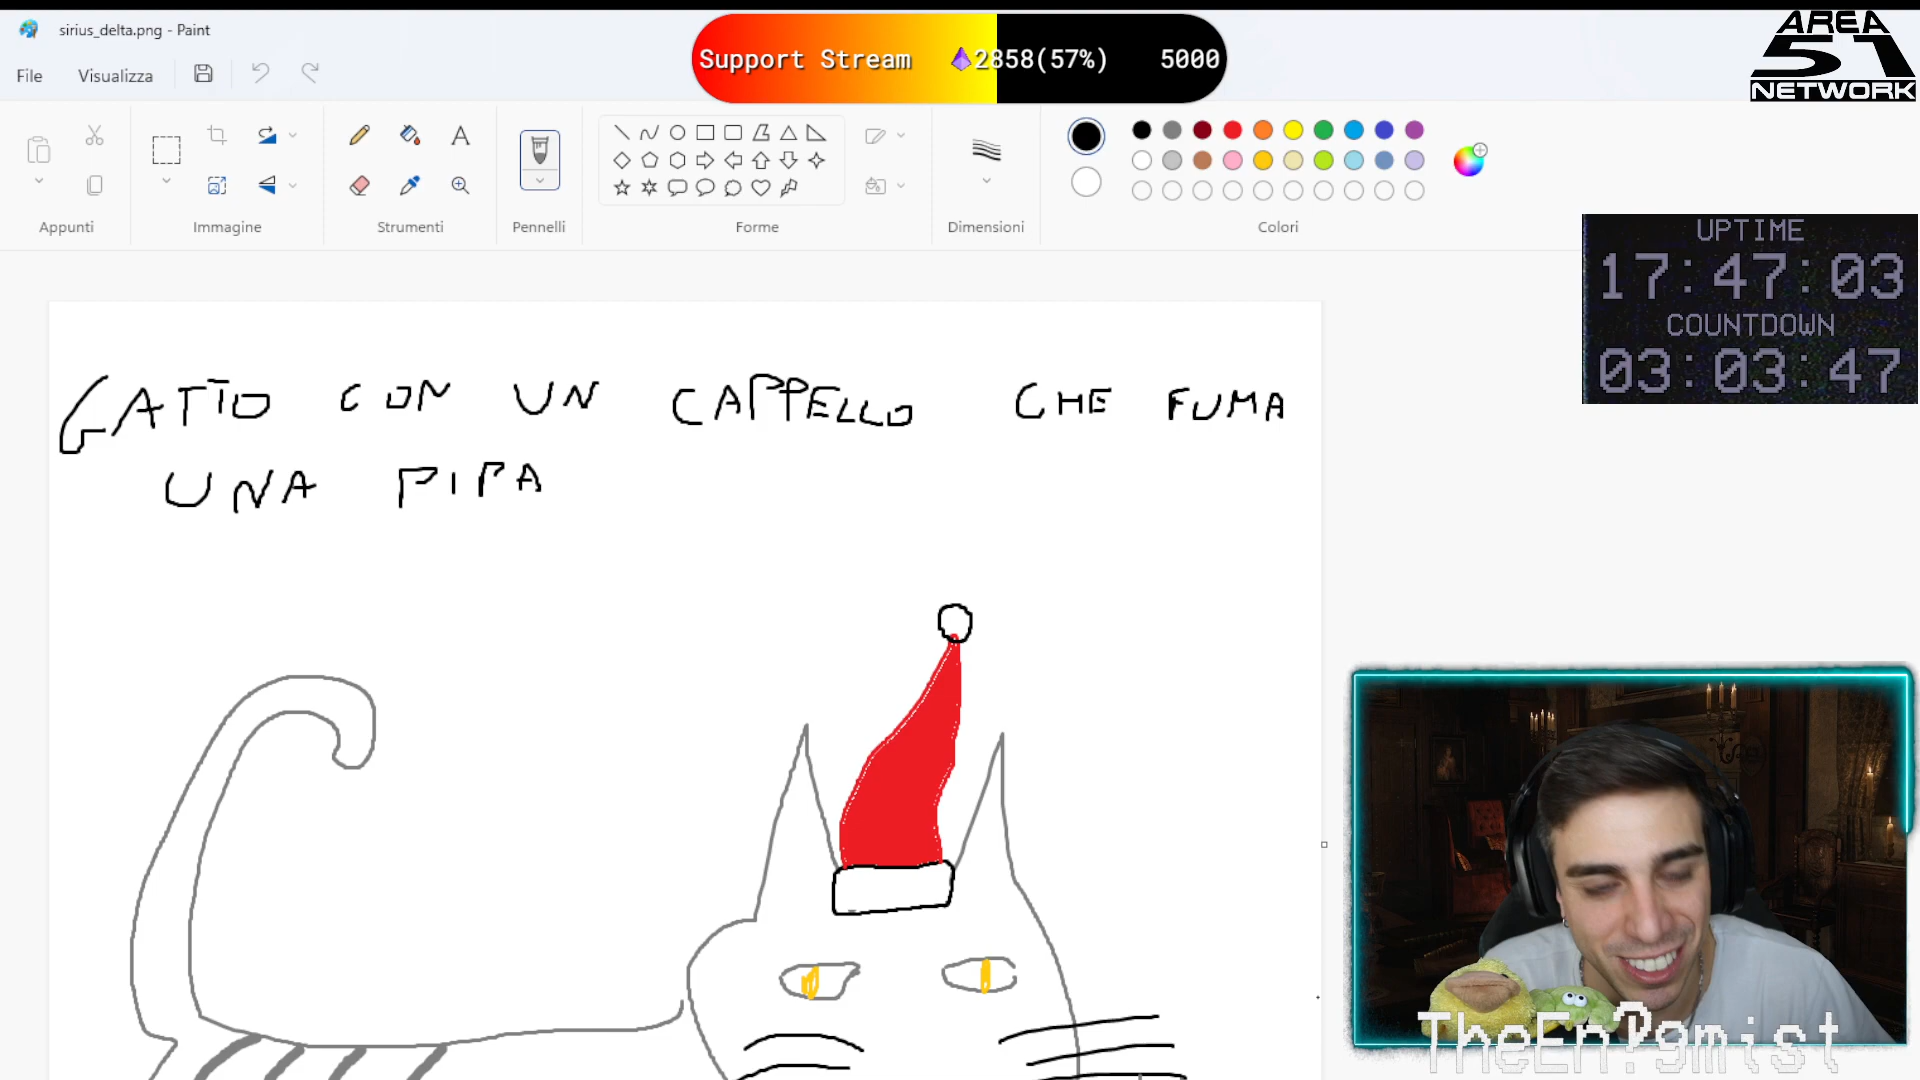 sirius_delta.png - Paint
File Visualizza
Support Stream 2858(57%) 5000
AREA
51
NETWORK
Appunti Immagine Strumenti Pennelli Forme Dimensioni Colori
UPTIME
17:47:03
COUNTDOWN
03:03:47
GATTO CON UN CAPPELLO CHE FUMA
UNA PIPA
TheEn?gmist